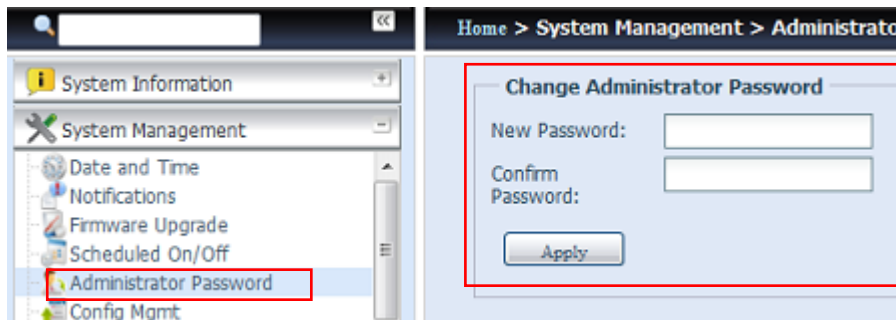 Home > System Management > Administrato
System Information
System Management
Date and Time
Notifications
Firmware Upgrade
Scheduled On/Off
Administrator Password
Config Mgmt
Change Administrator Password
New Password:
Confirm
Password:
Apply